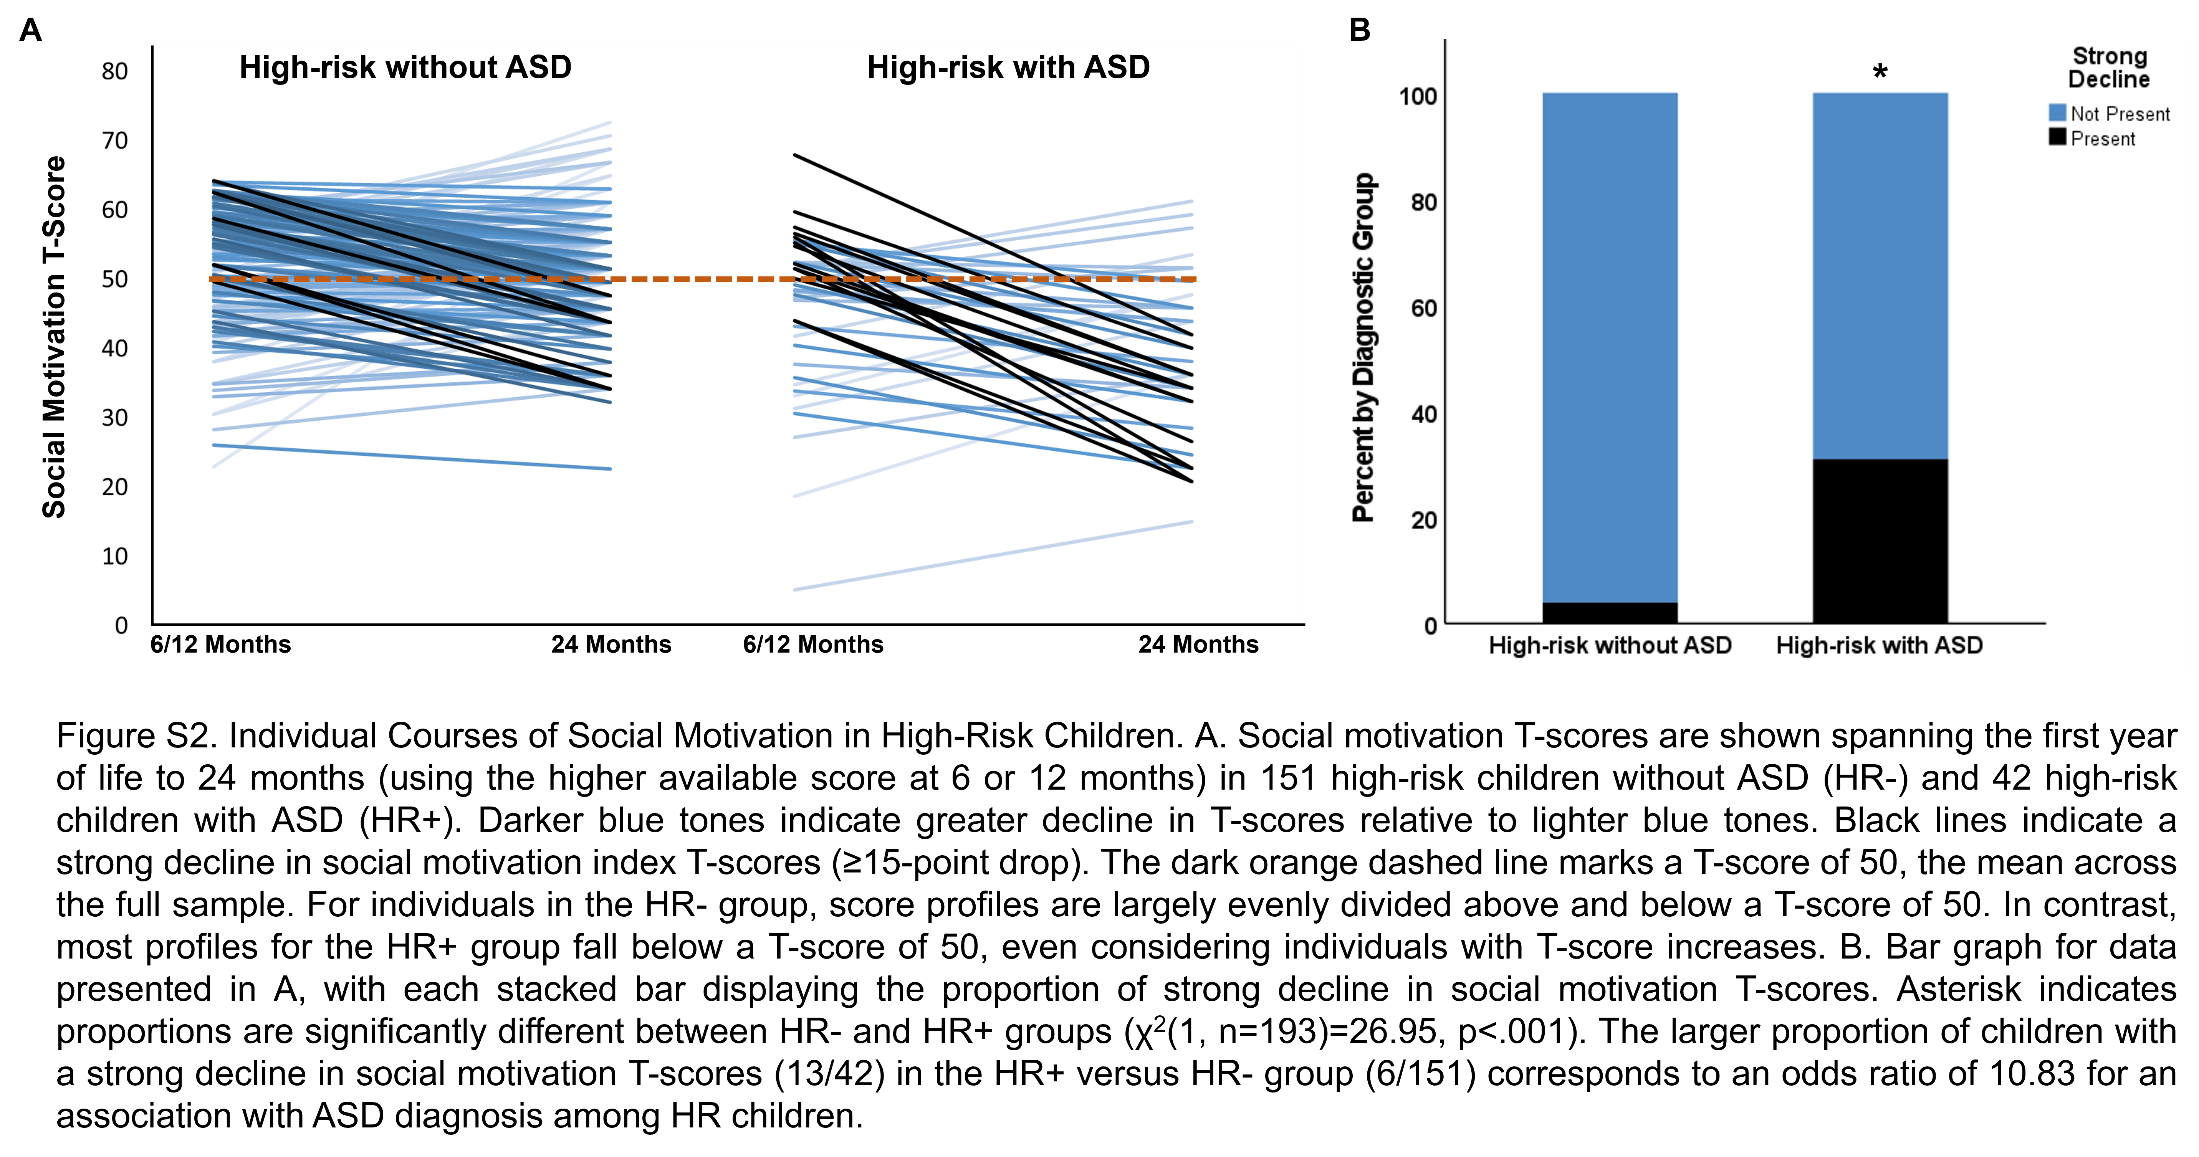 A
High-risk without ASD
High-risk with ASD
Social Motivation T-Score
80
70
60
50
40
30
20
10
0
6/12 Months
24 Months
6/12 Months
24 Months
B
*
Strong
Decline
Not Present
Present
Percent by Diagnostic Group
100
80
60
40
20
0
High-risk without ASD
High-risk with ASD
Figure S2. Individual Courses of Social Motivation in High-Risk Children. A. Social motivation T-scores are shown spanning the first year
of life to 24 months (using the higher available score at 6 or 12 months) in 151 high-risk children without ASD (HR-) and 42 high-risk
children with ASD (HR+). Darker blue tones indicate greater decline in T-scores relative to lighter blue tones. Black lines indicate a
strong decline in social motivation index T-scores (≥15-point drop). The dark orange dashed line marks a T-score of 50, the mean across
the full sample. For individuals in the HR- group, score profiles are largely evenly divided above and below a T-score of 50. In contrast,
most profiles for the HR+ group fall below a T-score of 50, even considering individuals with T-score increases. B. Bar graph for data
presented in A, with each stacked bar displaying the proportion of strong decline in social motivation T-scores. Asterisk indicates
proportions are significantly different between HR- and HR+ groups (χ²(1, n=193)=26.95, p<.001). The larger proportion of children with
a strong decline in social motivation T-scores (13/42) in the HR+ versus HR- group (6/151) corresponds to an odds ratio of 10.83 for an
association with ASD diagnosis among HR children.